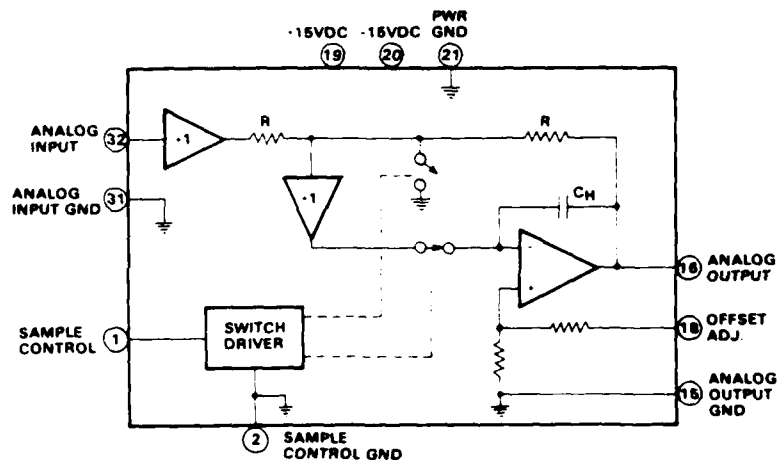 ·15VDC -15VDC PWR GND
19 20 21
ANALOG INPUT
32
·1
R
R
ANALOG INPUT GND
31
·1
CH
-
+
16
ANALOG OUTPUT
SAMPLE CONTROL
1
SWITCH DRIVER
18
OFFSET ADJ.
15
ANALOG OUTPUT GND
2
SAMPLE CONTROL GND